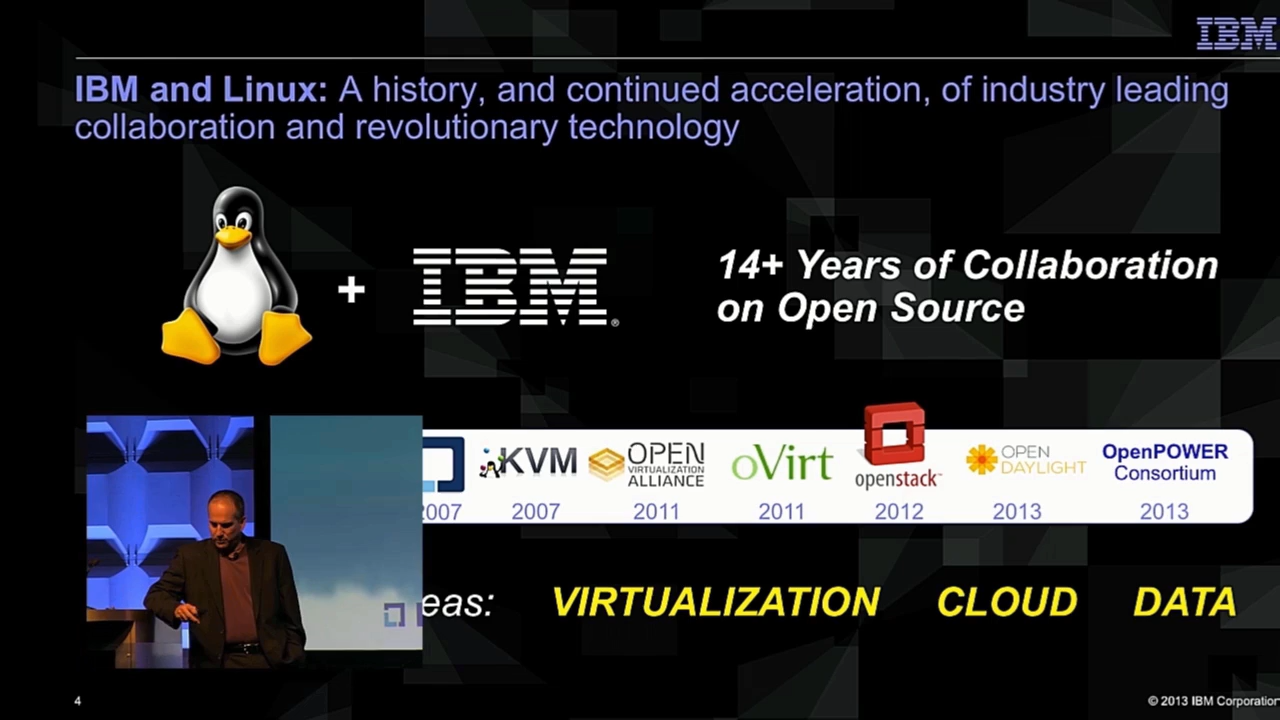 IBM
IBM and Linux: A history, and continued acceleration, of industry leading
collaboration and revolutionary technology
+ IBM®
14+ Years of Collaboration
on Open Source
KVM
OPEN
VIRTUALIZATION
ALLIANCE
oVirt
openstack™
OPEN
DAYLIGHT
OpenPOWER
Consortium
2007 2011 2011 2012 2013 2013
eas: VIRTUALIZATION CLOUD DATA
4
© 2013 IBM Corporation